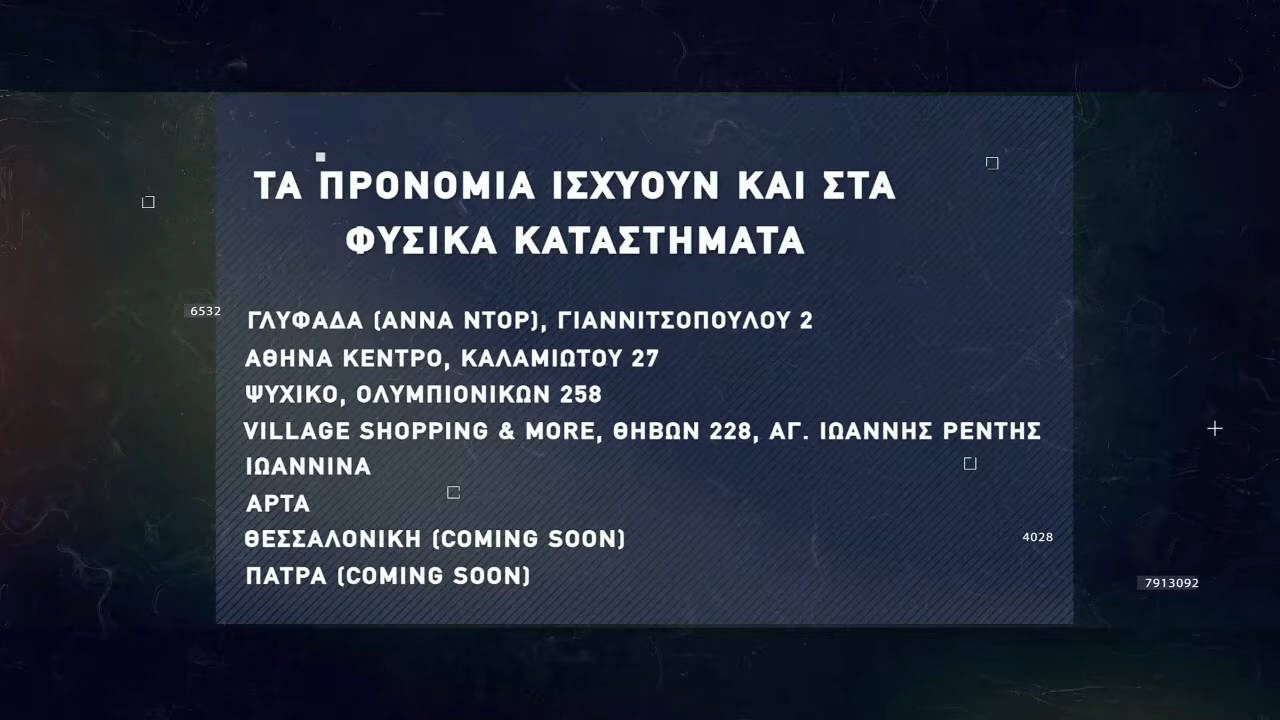 ΤΑ ΠΡΟΝΟΜΙΑ ΙΣΧΥΟΥΝ ΚΑΙ ΣΤΑ
ΦΥΣΙΚΑ ΚΑΤΑΣΤΗΜΑΤΑ
6532
ΓΛΥΦΑΔΑ (ΑΝΝΑ ΝΤΟΡ), ΓΙΑΝΝΙΤΣΟΠΟΥΛΟΥ 2
ΑΘΗΝΑ ΚΕΝΤΡΟ, ΚΑΛΑΜΙΩΤΟΥ 27
ΨΥΧΙΚΟ, ΟΛΥΜΠΙΟΝΙΚΩΝ 258
VILLAGE SHOPPING & MORE, ΘΗΒΩΝ 228, ΑΓ. ΙΩΑΝΝΗΣ ΡΕΝΤΗΣ
ΙΩΑΝΝΙΝΑ
ΑΡΤΑ
ΘΕΣΣΑΛΟΝΙΚΗ (COMING SOON)
4028
ΠΑΤΡΑ (COMING SOON)
7913092